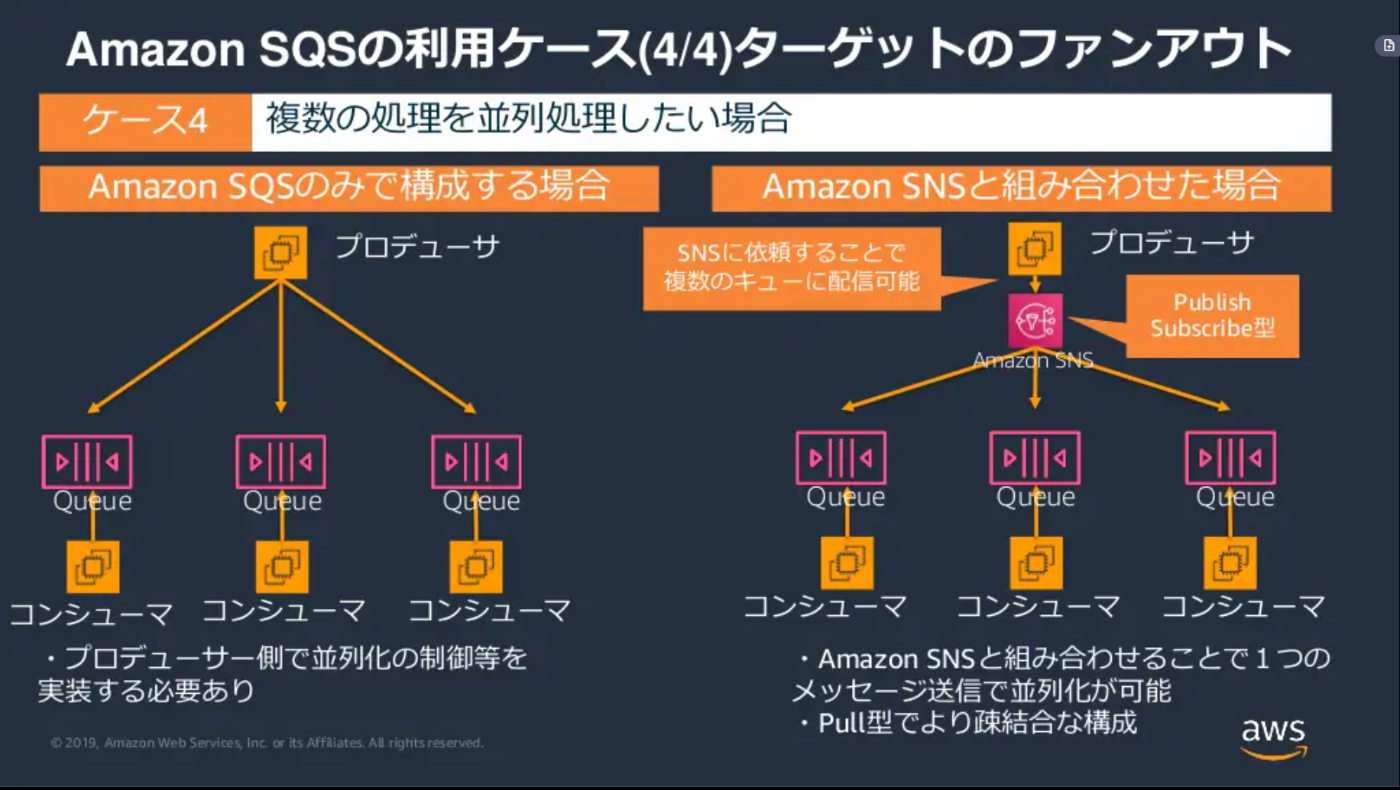 Amazon SQSの利用ケース(4/4)ターゲットのファンアウト
ケース4
複数の処理を並列処理したい場合
Amazon SQSのみで構成する場合
プロデューサ
Queue
Queue
Queue
コンシューマ
コンシューマ
コンシューマ
・プロデューサー側で並列化の制御等を
実装する必要あり
Amazon SNSと組み合わせた場合
プロデューサ
SNSに依頼することで
複数のキューに配信可能
Publish
Subscribe型
Amazon SNS
Queue
Queue
Queue
コンシューマ
コンシューマ
コンシューマ
・Amazon SNSと組み合わせることで１つの
メッセージ送信で並列化が可能
・Pull型でより疎結合な構成
© 2019, Amazon Web Services, Inc. or its Affiliates. All rights reserved.
aws